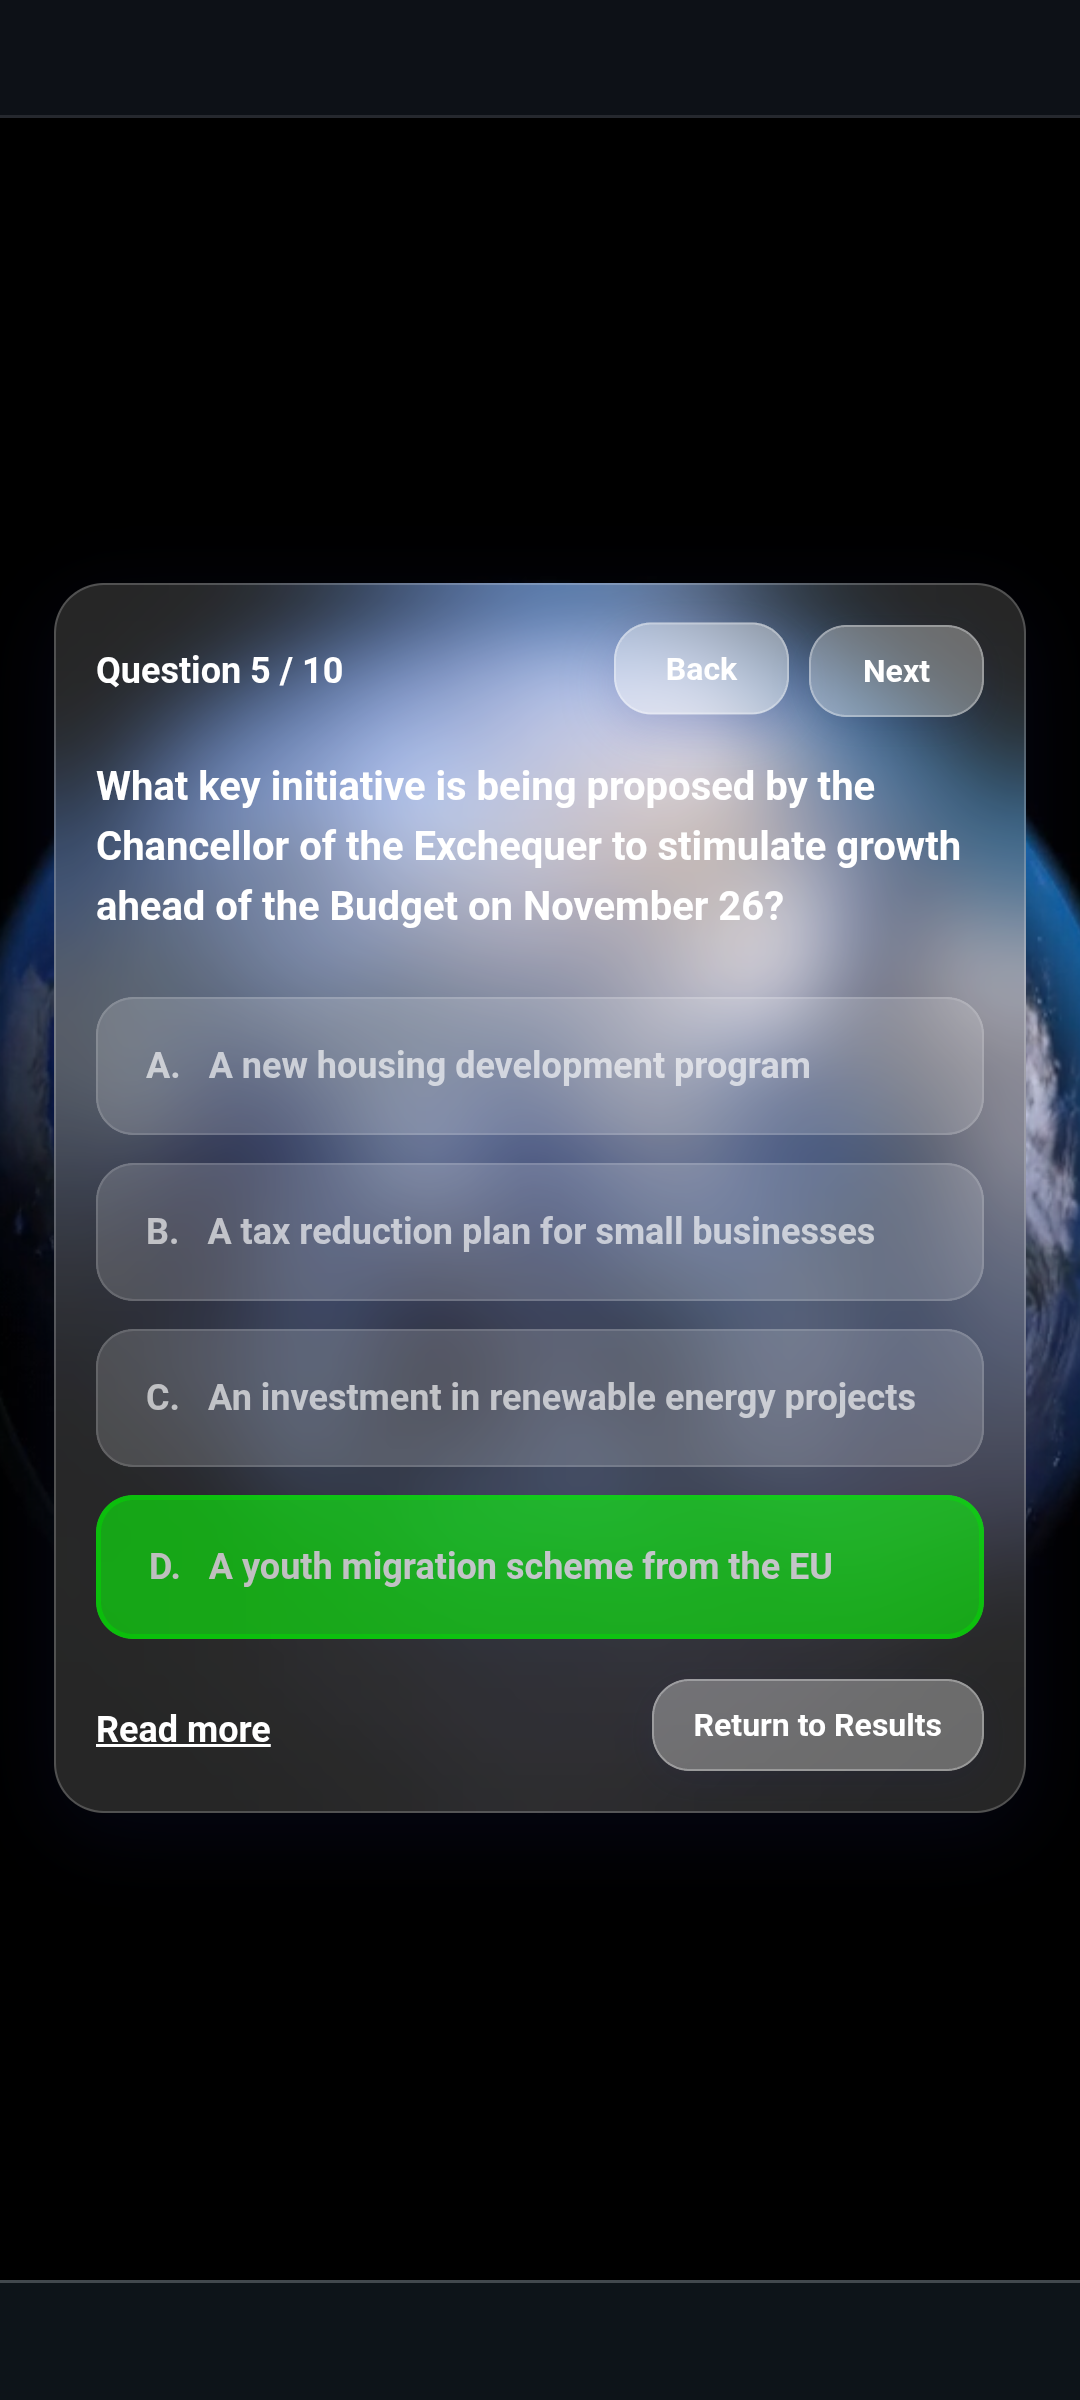 Question 5 / 10
Back
Next
What key initiative is being proposed by the
Chancellor of the Exchequer to stimulate growth
ahead of the Budget on November 26?
A. A new housing development program
B. A tax reduction plan for small businesses
C. An investment in renewable energy projects
D. A youth migration scheme from the EU
Read more
Return to Results